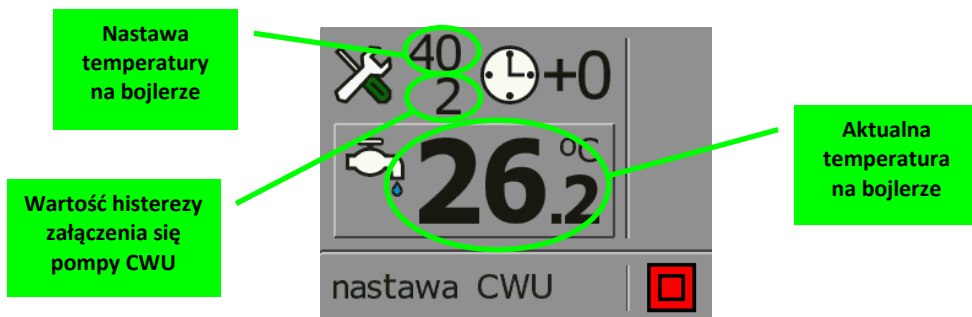 Nastawa
temperatury
na bojlerze
40
2
+0
26.2
°C
Aktualna
temperatura
na bojlerze
Wartość histerezy
załączenia się
pompy CWU
nastawa CWU